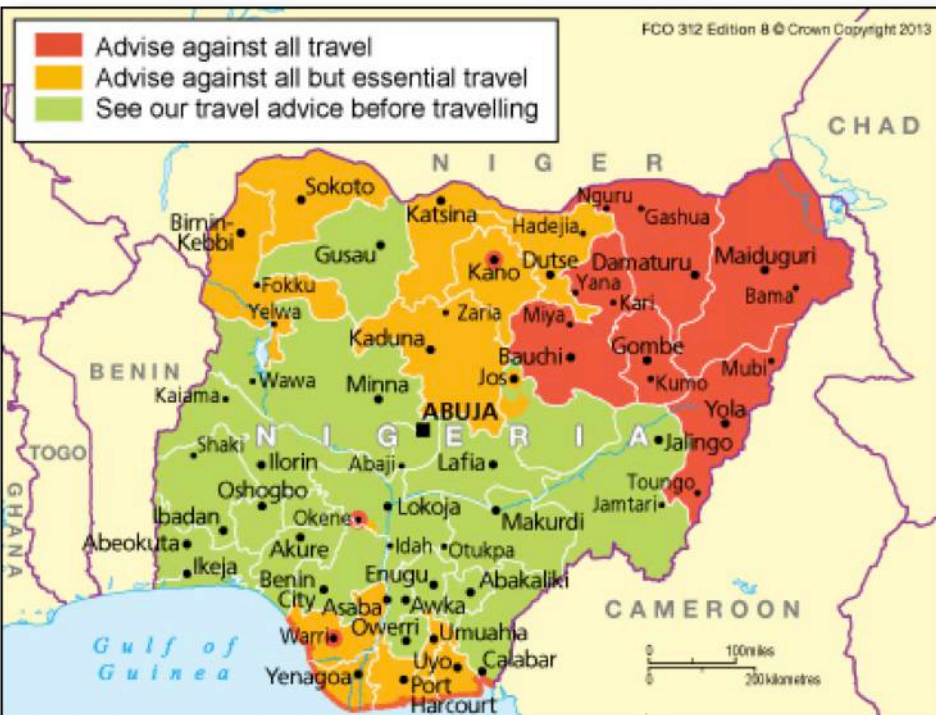 FCO 312 Edition 8 © Crown Copyright 2013
Advise against all travel
Advise against all but essential travel
See our travel advice before travelling
CHAD
NIGER
Sokoto
Katsina
Nguru
Gashua
Birnin-
Kebbi
Hadejia
Gusau
Kano
Dutse
Damaturu
Maiduguri
Fokku
Yana
Bama
Kari
Yelwa
Zaria
Miya
Kaduna
Bauchi
Gombe
Mubi
BENIN
Wawa
Minna
Jos
Kumo
Kaiama
ABUJA
Yola
NIGERIA
TOGO
Shaki
Ilorin
Abaji
Lafia
Jalingo
Oshogbo
Toungo
GHANA
Okene
Lokoja
Makurdi
Jamtari
Ibadan
Abeokuta
Akure
Idah
Otukpa
Ikeja
Benin
City
Enugu
Abakaliki
Asaba
Awka
CAMEROON
Gulf of
Guinea
Warri
Owerri
Umuahia
Yenagoa
Uyo
Calabar
Port
Harcourt
0 100miles
0 200kilometres